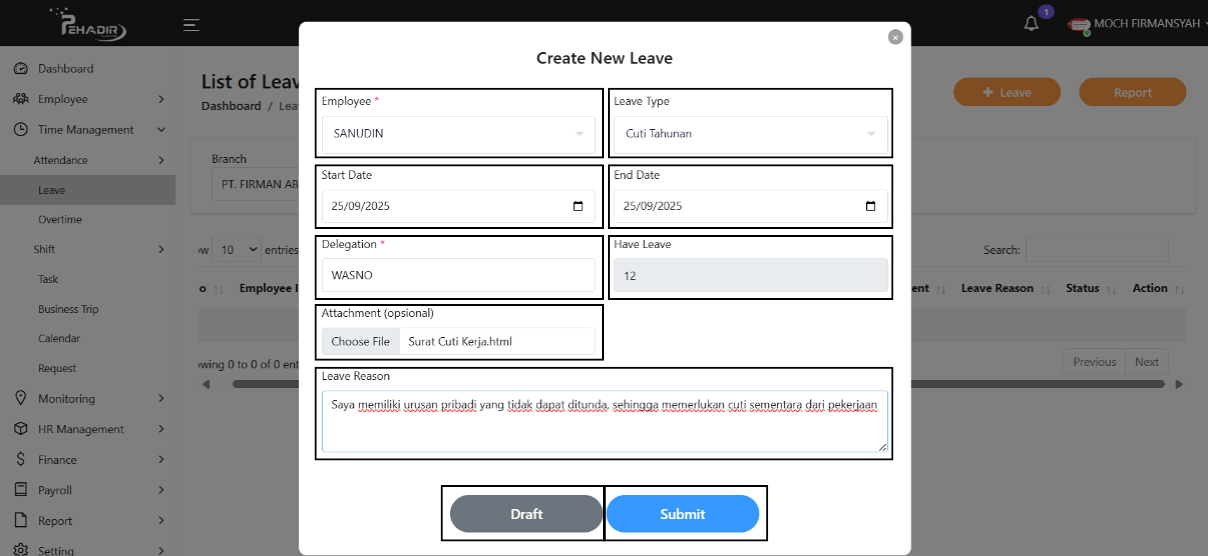 PEHADIR
1
MOCH FIRMANSYAH
Dashboard
Employee
Time Management
Attendance
Leave
Overtime
Shift
Task
Business Trip
Calendar
Request
Monitoring
HR Management
Finance
Payroll
Report
Setting
List of Leav
Dashboard / Lea
+ Leave
Report
Branch
PT. FIRMAN AB
ow 10 entries
Search:
o Employee I
ent Leave Reason Status Action
owing 0 to 0 of 0 ent
Previous Next
Create New Leave
Employee * Leave Type
SANUDIN Cuti Tahunan
Start Date End Date
25/09/2025 25/09/2025
Delegation * Have Leave
WASNO 12
Attachment (opsional)
Choose File Surat Cuti Kerja.html
Leave Reason
Saya memiliki urusan pribadi yang tidak dapat ditunda, sehingga memerlukan cuti sementara dari pekerjaan
Draft Submit